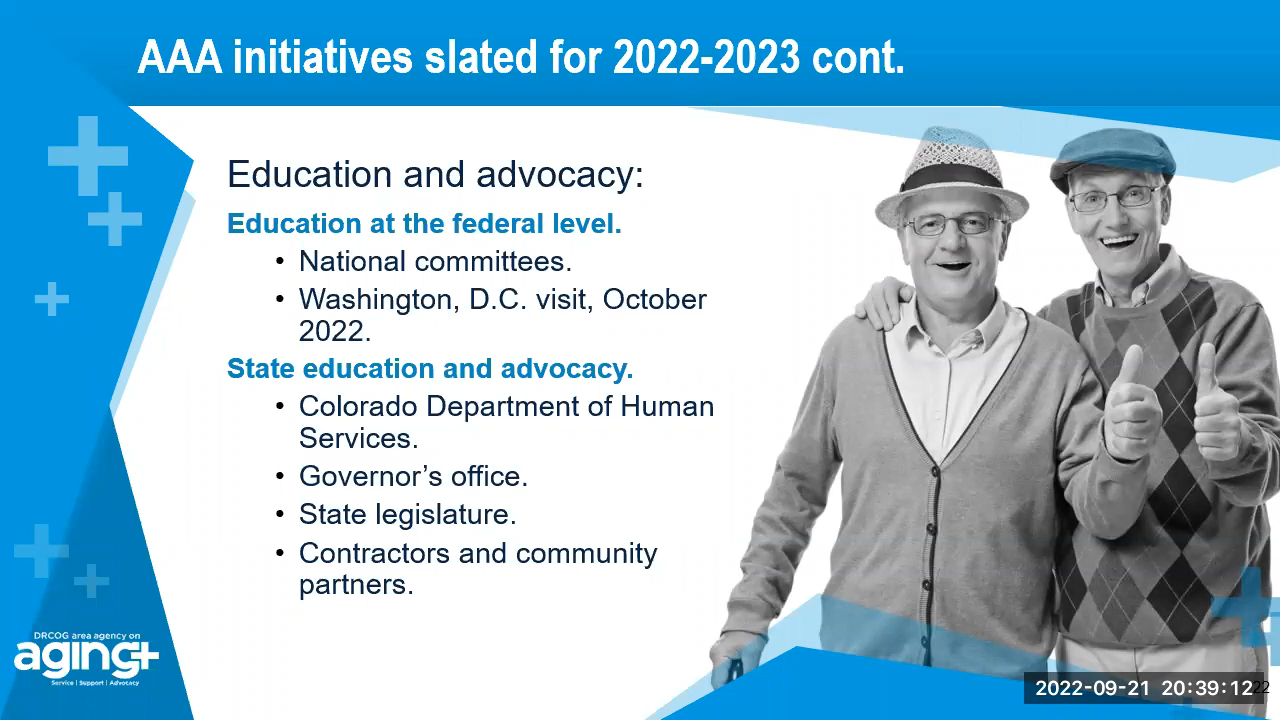 AAA initiatives slated for 2022-2023 cont.
Education and advocacy:
Education at the federal level.
• National committees.
• Washington, D.C. visit, October
2022.
State education and advocacy.
• Colorado Department of Human
Services.
• Governor’s office.
• State legislature.
• Contractors and community
partners.
DRCOG area agency on
aging+
Service | Support | Advocacy
2022-09-21 20:39:12
22